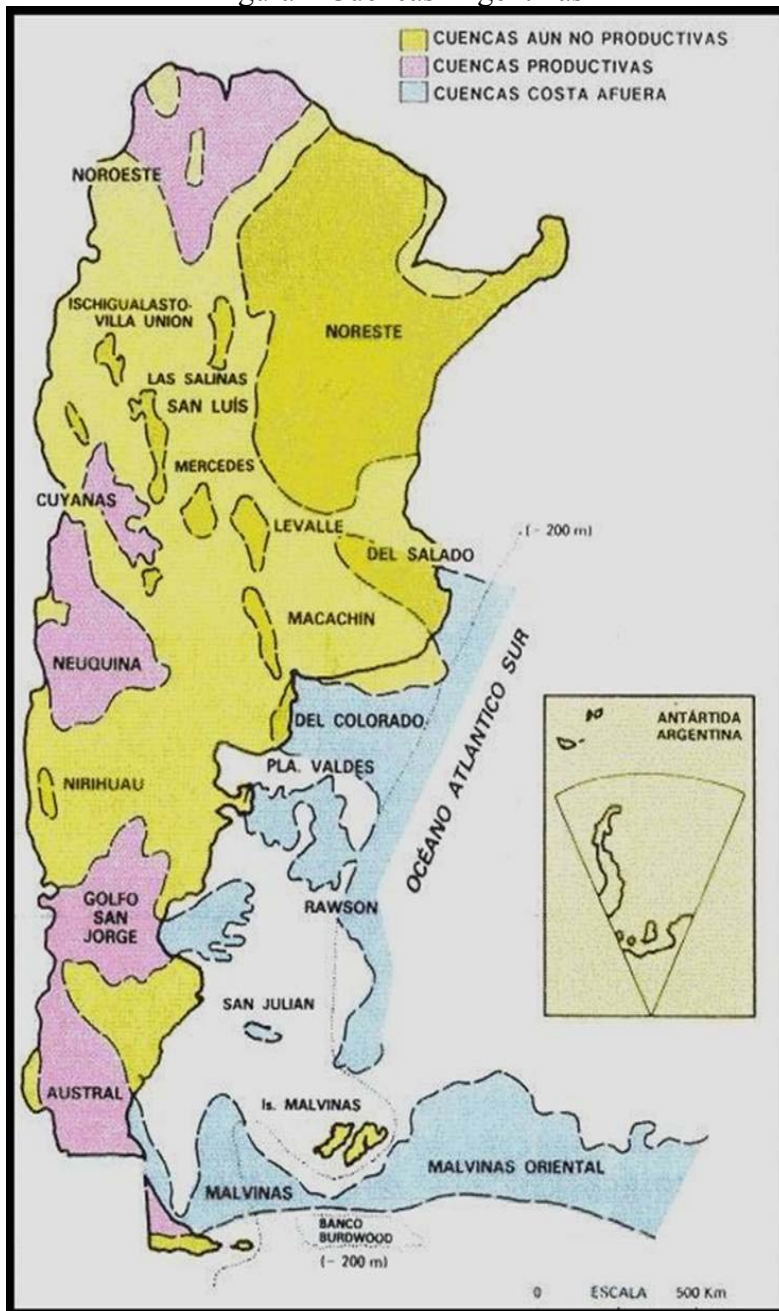 CUENCAS AUN NO PRODUCTIVAS
CUENCAS PRODUCTIVAS
CUENCAS COSTA AFUERA
NOROESTE
ISCHIGUALASTO-
VILLA UNION
NORESTE
LAS SALINAS
SAN LUÍS
MERCEDES
CUYANAS
LEVALLE
(- 200 m)
DEL SALADO
MACACHIN
NEUQUINA
OCÉANO ATLANTICO SUR
DEL COLORADO
ANTÁRTIDA
ARGENTINA
PLA. VALDES
NIRIHUAU
GOLFO
SAN
JORGE
RAWSON
SAN JULIAN
AUSTRAL
Is. MALVINAS
MALVINAS ORIENTAL
MALVINAS
BANCO
BURDWOOD
(- 200 m)
0 ESCALA 500 Km